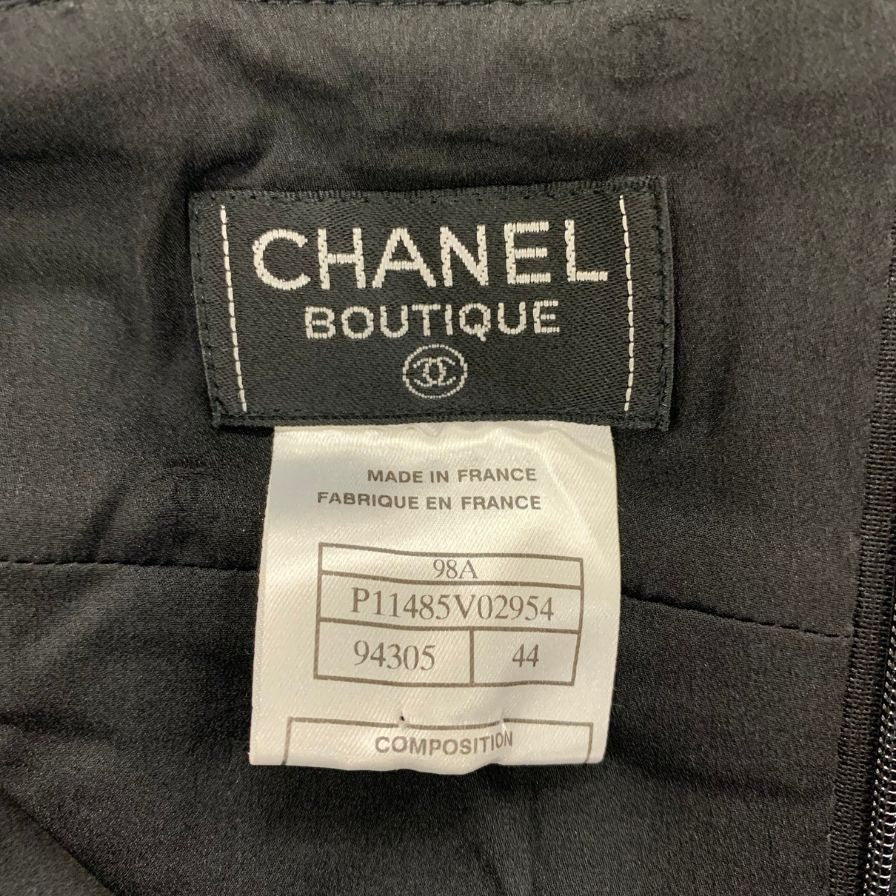 CHANEL
BOUTIQUE
MADE IN FRANCE
FABRIQUE EN FRANCE
98A
P11485V02954
94305 44
COMPOSITION